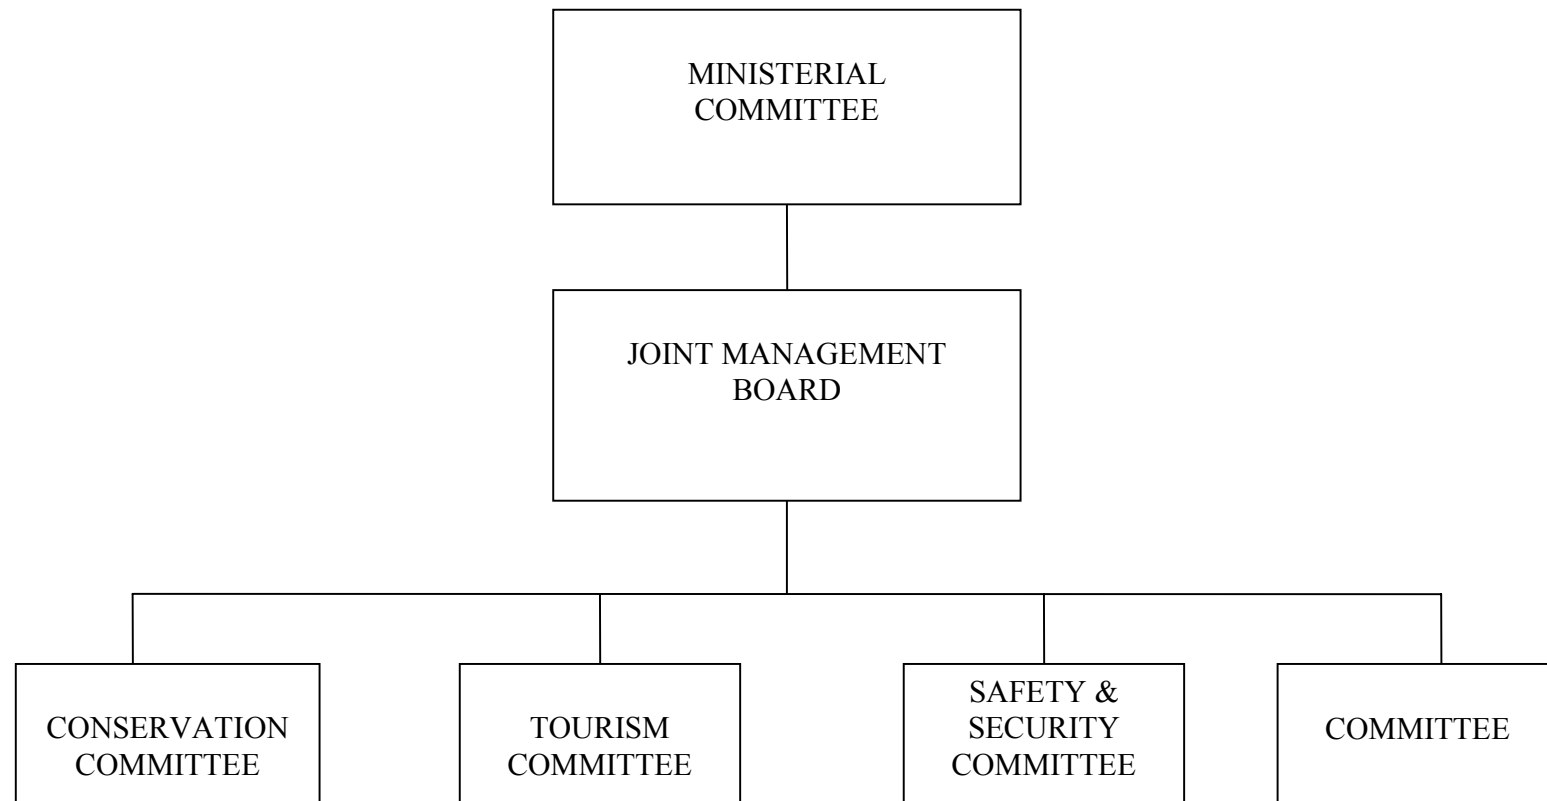 MINISTERIAL
COMMITTEE
JOINT MANAGEMENT
BOARD
CONSERVATION
COMMITTEE
TOURISM
COMMITTEE
SAFETY &
SECURITY
COMMITTEE
COMMITTEE